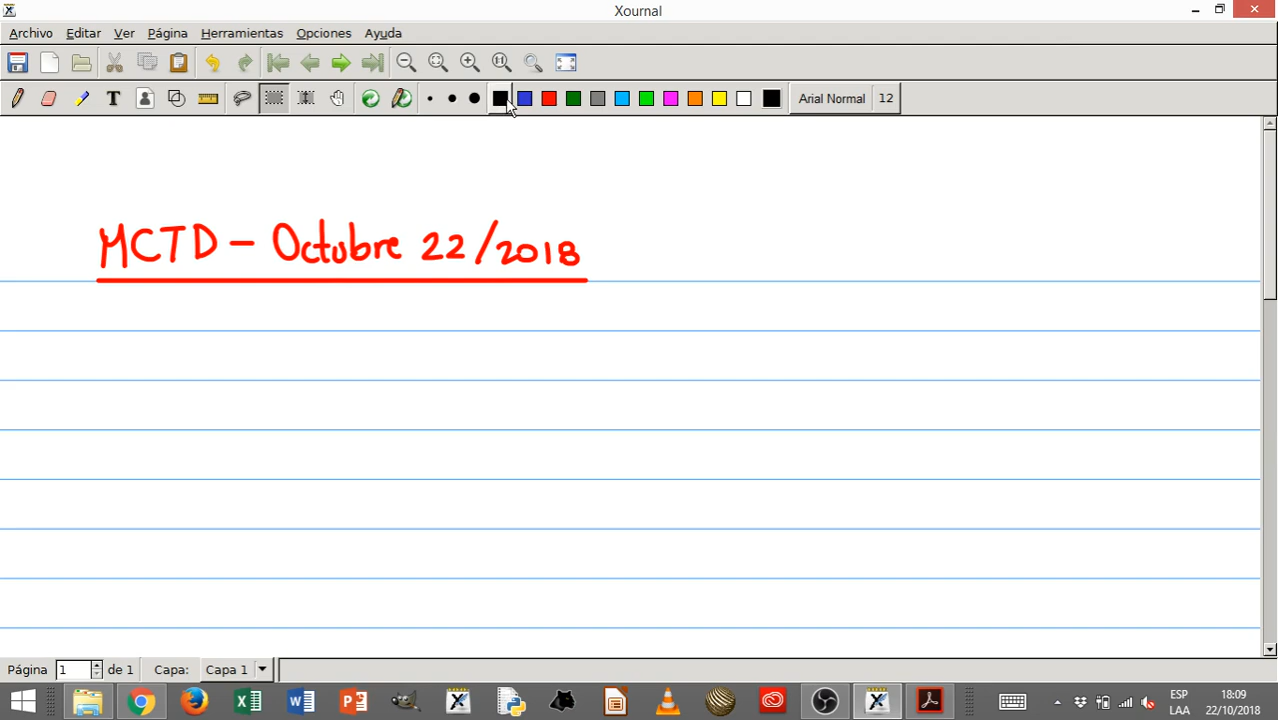 Xournal
Archivo Editar Ver Página Herramientas Opciones Ayuda
Arial Normal 12
MCTD - Octubre 22/2018
Página 1 de 1 Capa: Capa 1
ESP 18:09
LAA 22/10/2018